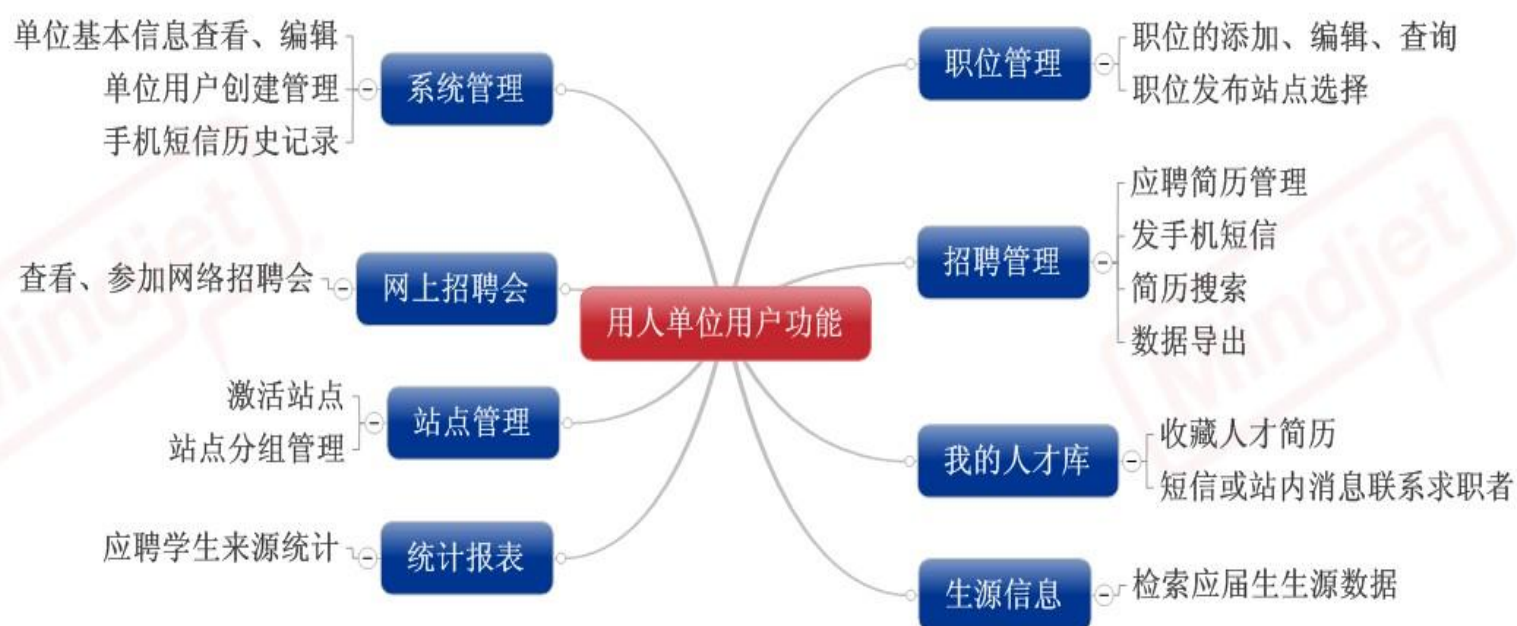 用人单位用户功能
职位管理
职位的添加、编辑、查询
职位发布站点选择
招聘管理
应聘简历管理
发手机短信
简历搜索
数据导出
我的人才库
收藏人才简历
短信或站内消息联系求职者
生源信息
检索应届生生源数据
系统管理
单位基本信息查看、编辑
单位用户创建管理
手机短信历史记录
网上招聘会
查看、参加网络招聘会
站点管理
激活站点
站点分组管理
统计报表
应聘学生来源统计
Mindjet
Mindjet